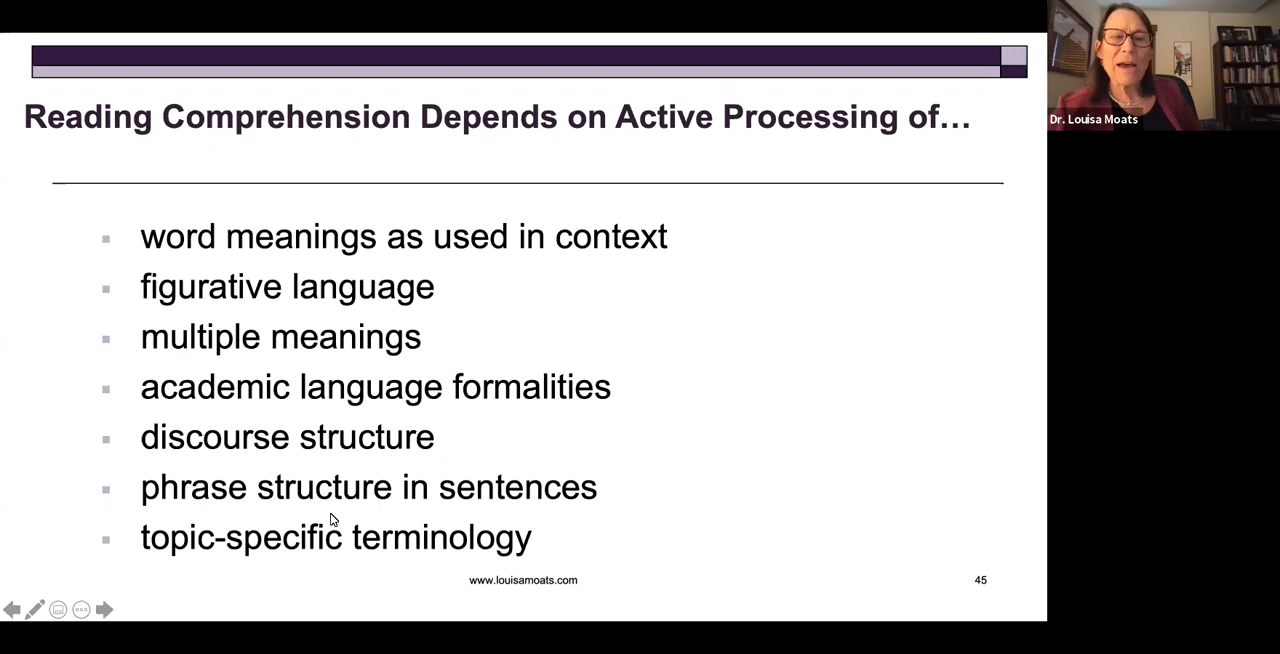 Reading Comprehension Depends on Active Processing of…
Dr. Louisa Moats
word meanings as used in context
figurative language
multiple meanings
academic language formalities
discourse structure
phrase structure in sentences
topic-specific terminology
www.louisamoats.com
45